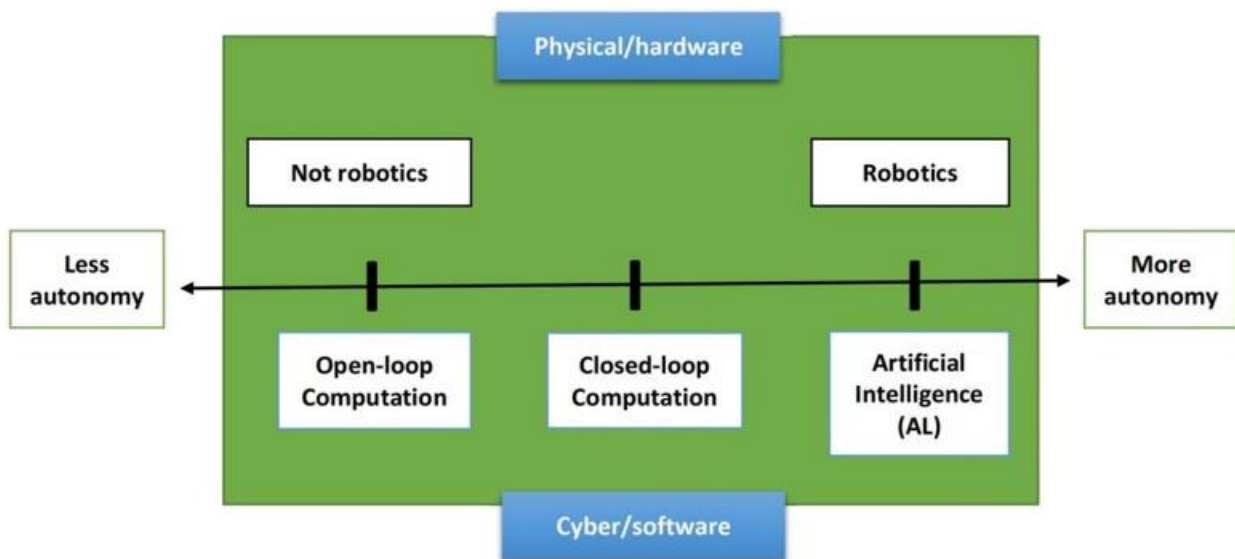 Physical/hardware
Not robotics
Robotics
Less
autonomy
More
autonomy
Open-loop
Computation
Closed-loop
Computation
Artificial
Intelligence
(AL)
Cyber/software